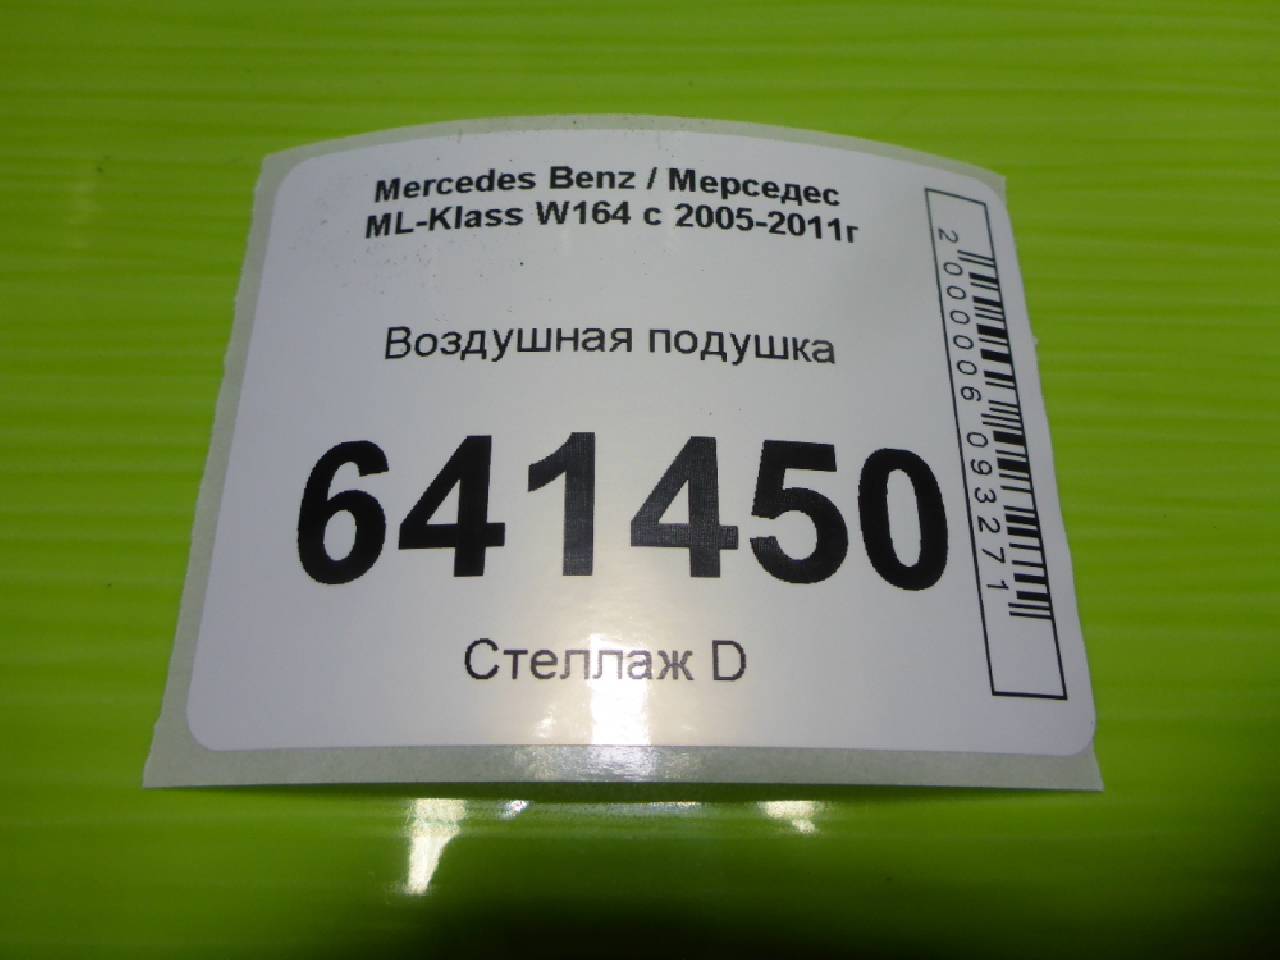 Mercedes Benz / Мерседес
ML-Klass W164 с 2005-2011г
Воздушная подушка
641450
Стеллаж D
2000006093271